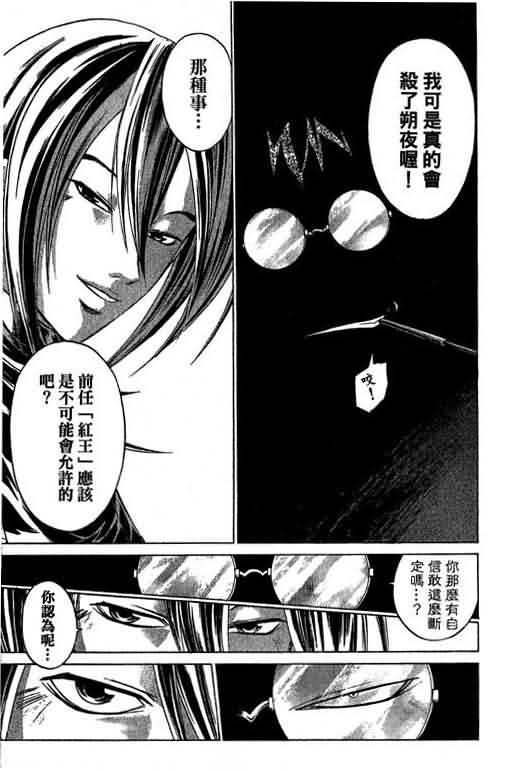 我可是真的會
殺了朔夜喔！
咬！
那種事…
前任「紅王」應該
是不可能會允許的
吧？
你那麼有自
信敢這麼斷
定嗎…？
你認為呢…